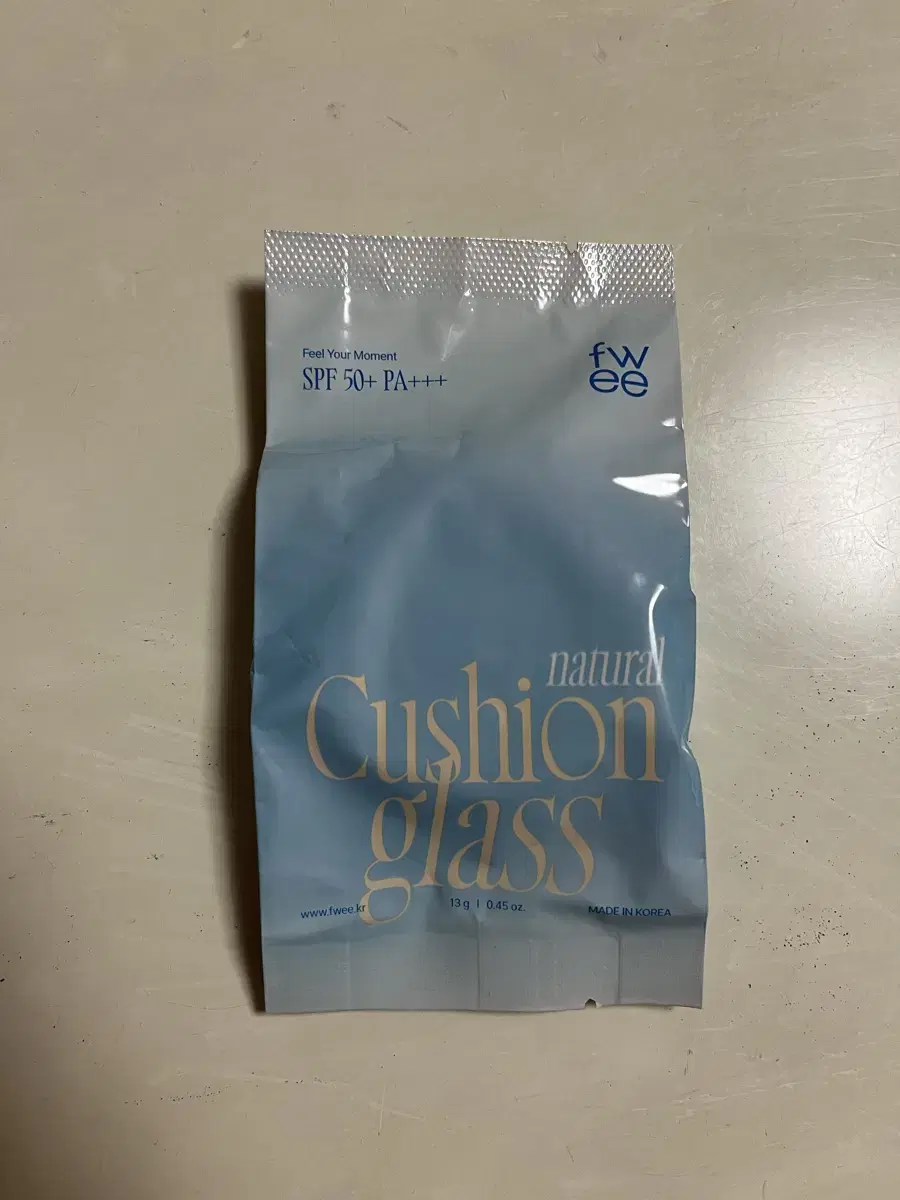 Feel Your Moment
SPF 50+ PA+++
fw
ee
natural
Cushion
glass
www.fwee.kr
13 g | 0.45 oz.
MADE IN KOREA